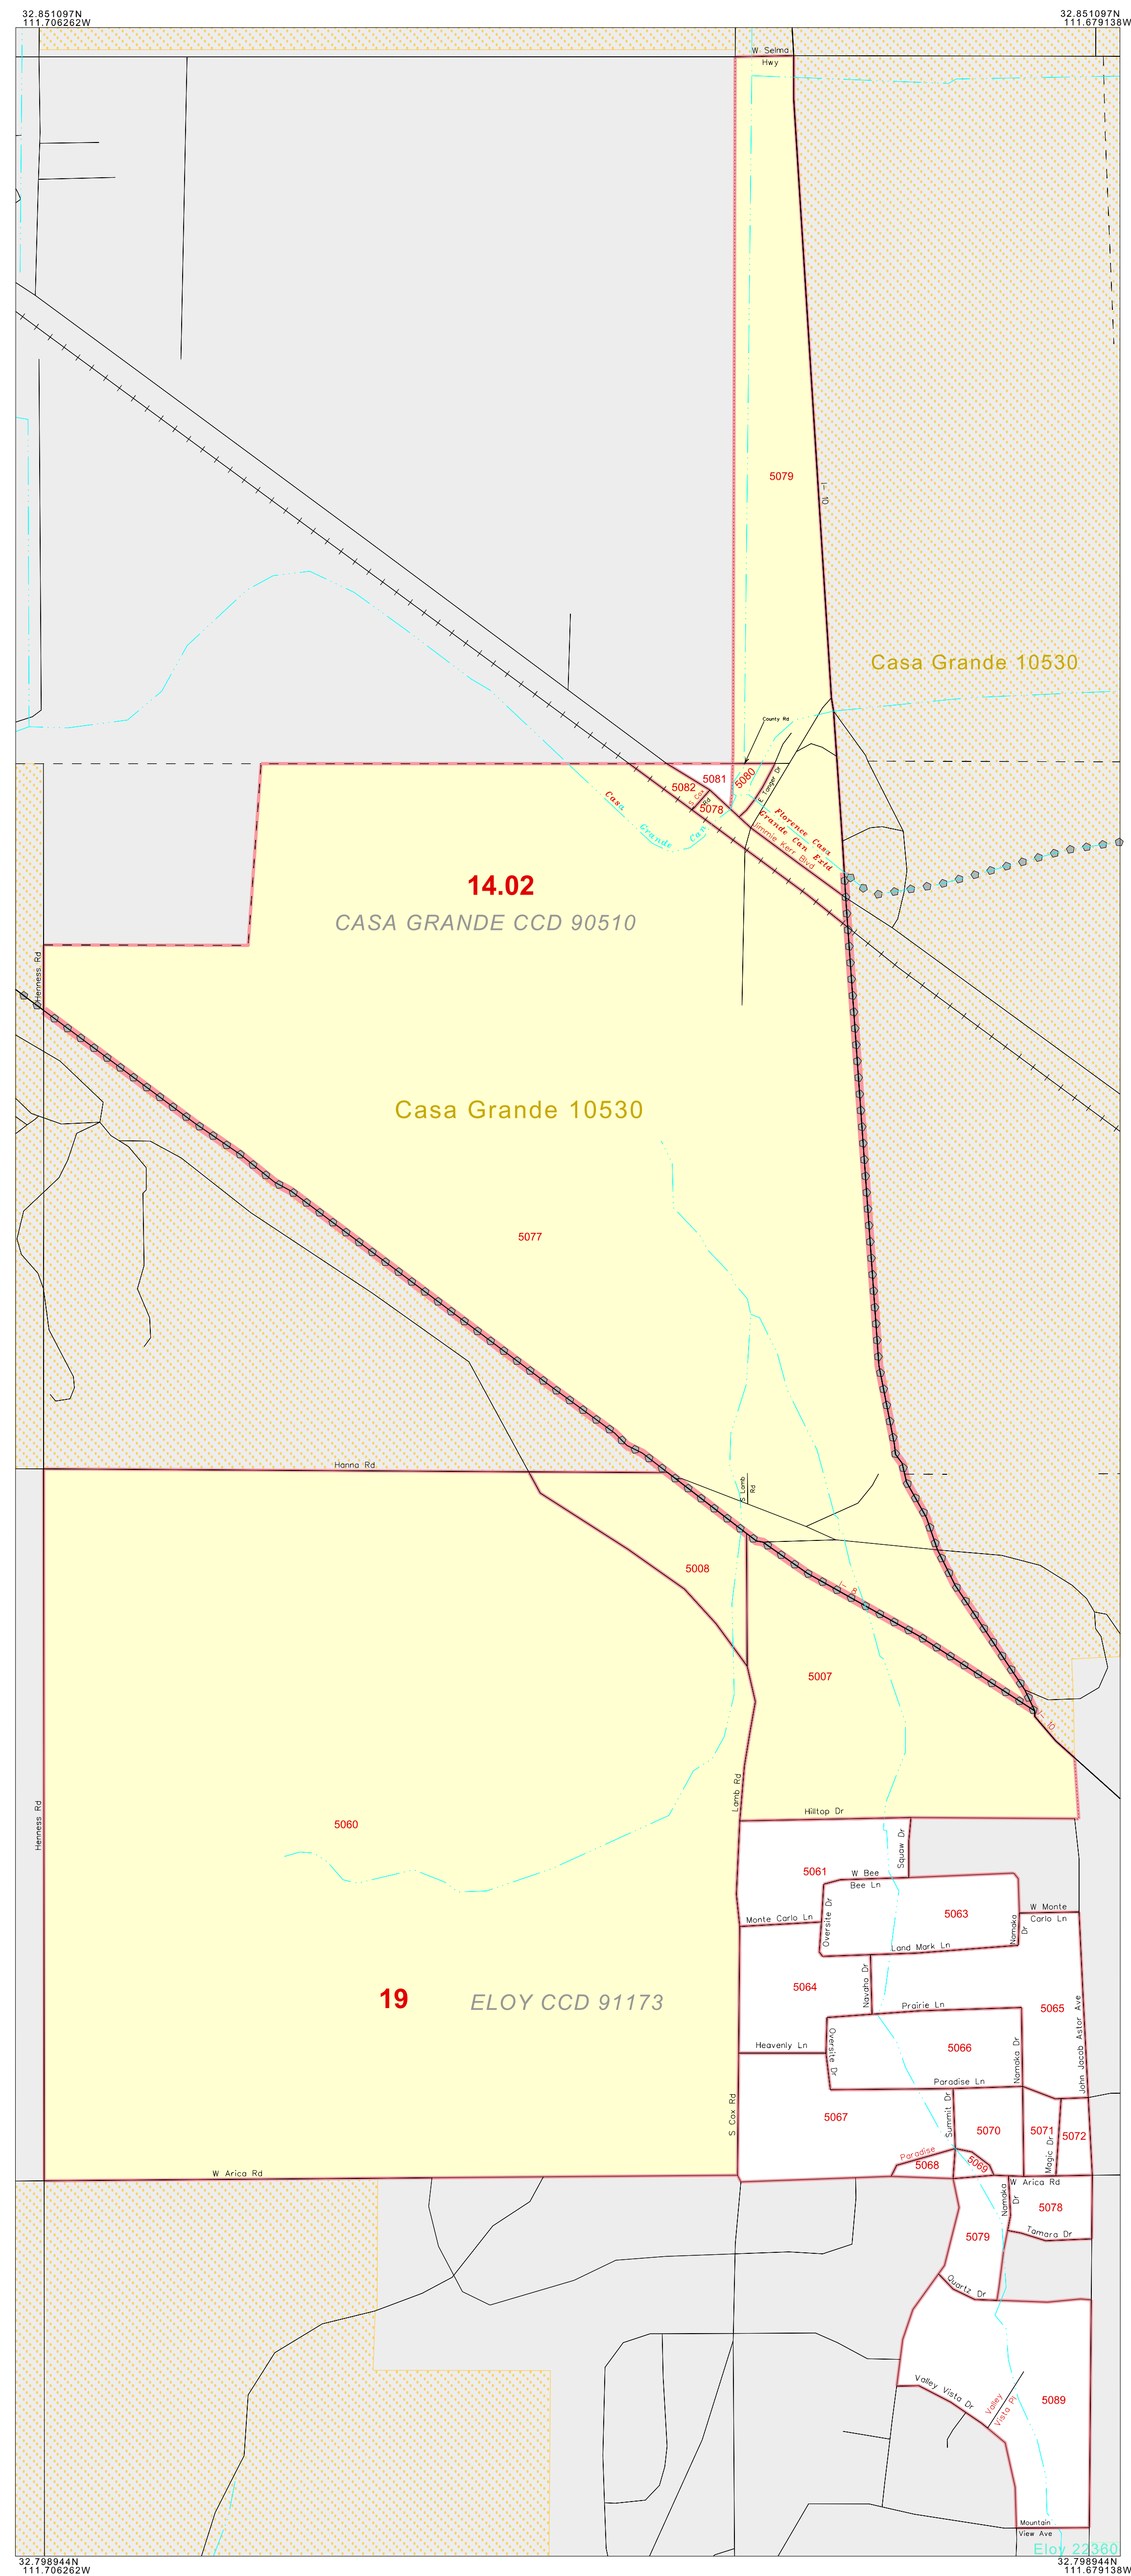 32.851097N
111.706262W
32.851097N
111.679138W
W Selma
Hwy
5079
I- 10
Casa Grande 10530
County Rd
5081
5080
5082
S Cox
Rd
5078
E Tanger Dr
Casa
Grande
Can
Florence Casa
Grande Can Extd
Jimmie Kerr Blvd
14.02
CASA GRANDE CCD 90510
Henness Rd
Casa Grande 10530
5077
Hanna Rd
S Lamb
Rd
5008
I- 8
5007
I- 10
Lamb Rd
Hilltop Dr
Henness Rd
5060
Squaw Dr
5061
W Bee
Bee Ln
Oversite Dr
5063
W Monte
Carlo Ln
Namaka
Dr
Monte Carlo Ln
Land Mark Ln
Navaho Dr
5064
19
ELOY CCD 91173
Prairie Ln
5065
John Jacob Astor Ave
Heavenly Ln
Oversite Dr
5066
Namaka Dr
Paradise Ln
S Cox Rd
5067
Summit Dr
5070
5071
Magic Dr
5072
Paradise
5068
5069
W Arica Rd
W Arica Rd
Namaka
Dr
5078
5079
Tamara Dr
Quartz Dr
Valley Vista Dr
Valley
Vista Pl
5089
Mountain
View Ave
Eloy 22360
32.798944N
111.706262W
32.798944N
111.679138W